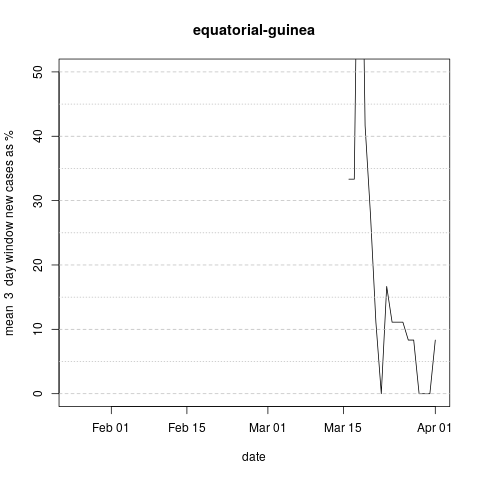 equatorial-guinea
mean  3  day window new cases as %
50
40
30
20
10
0
Feb 01
Feb 15
Mar 01
Mar 15
Apr 01
date